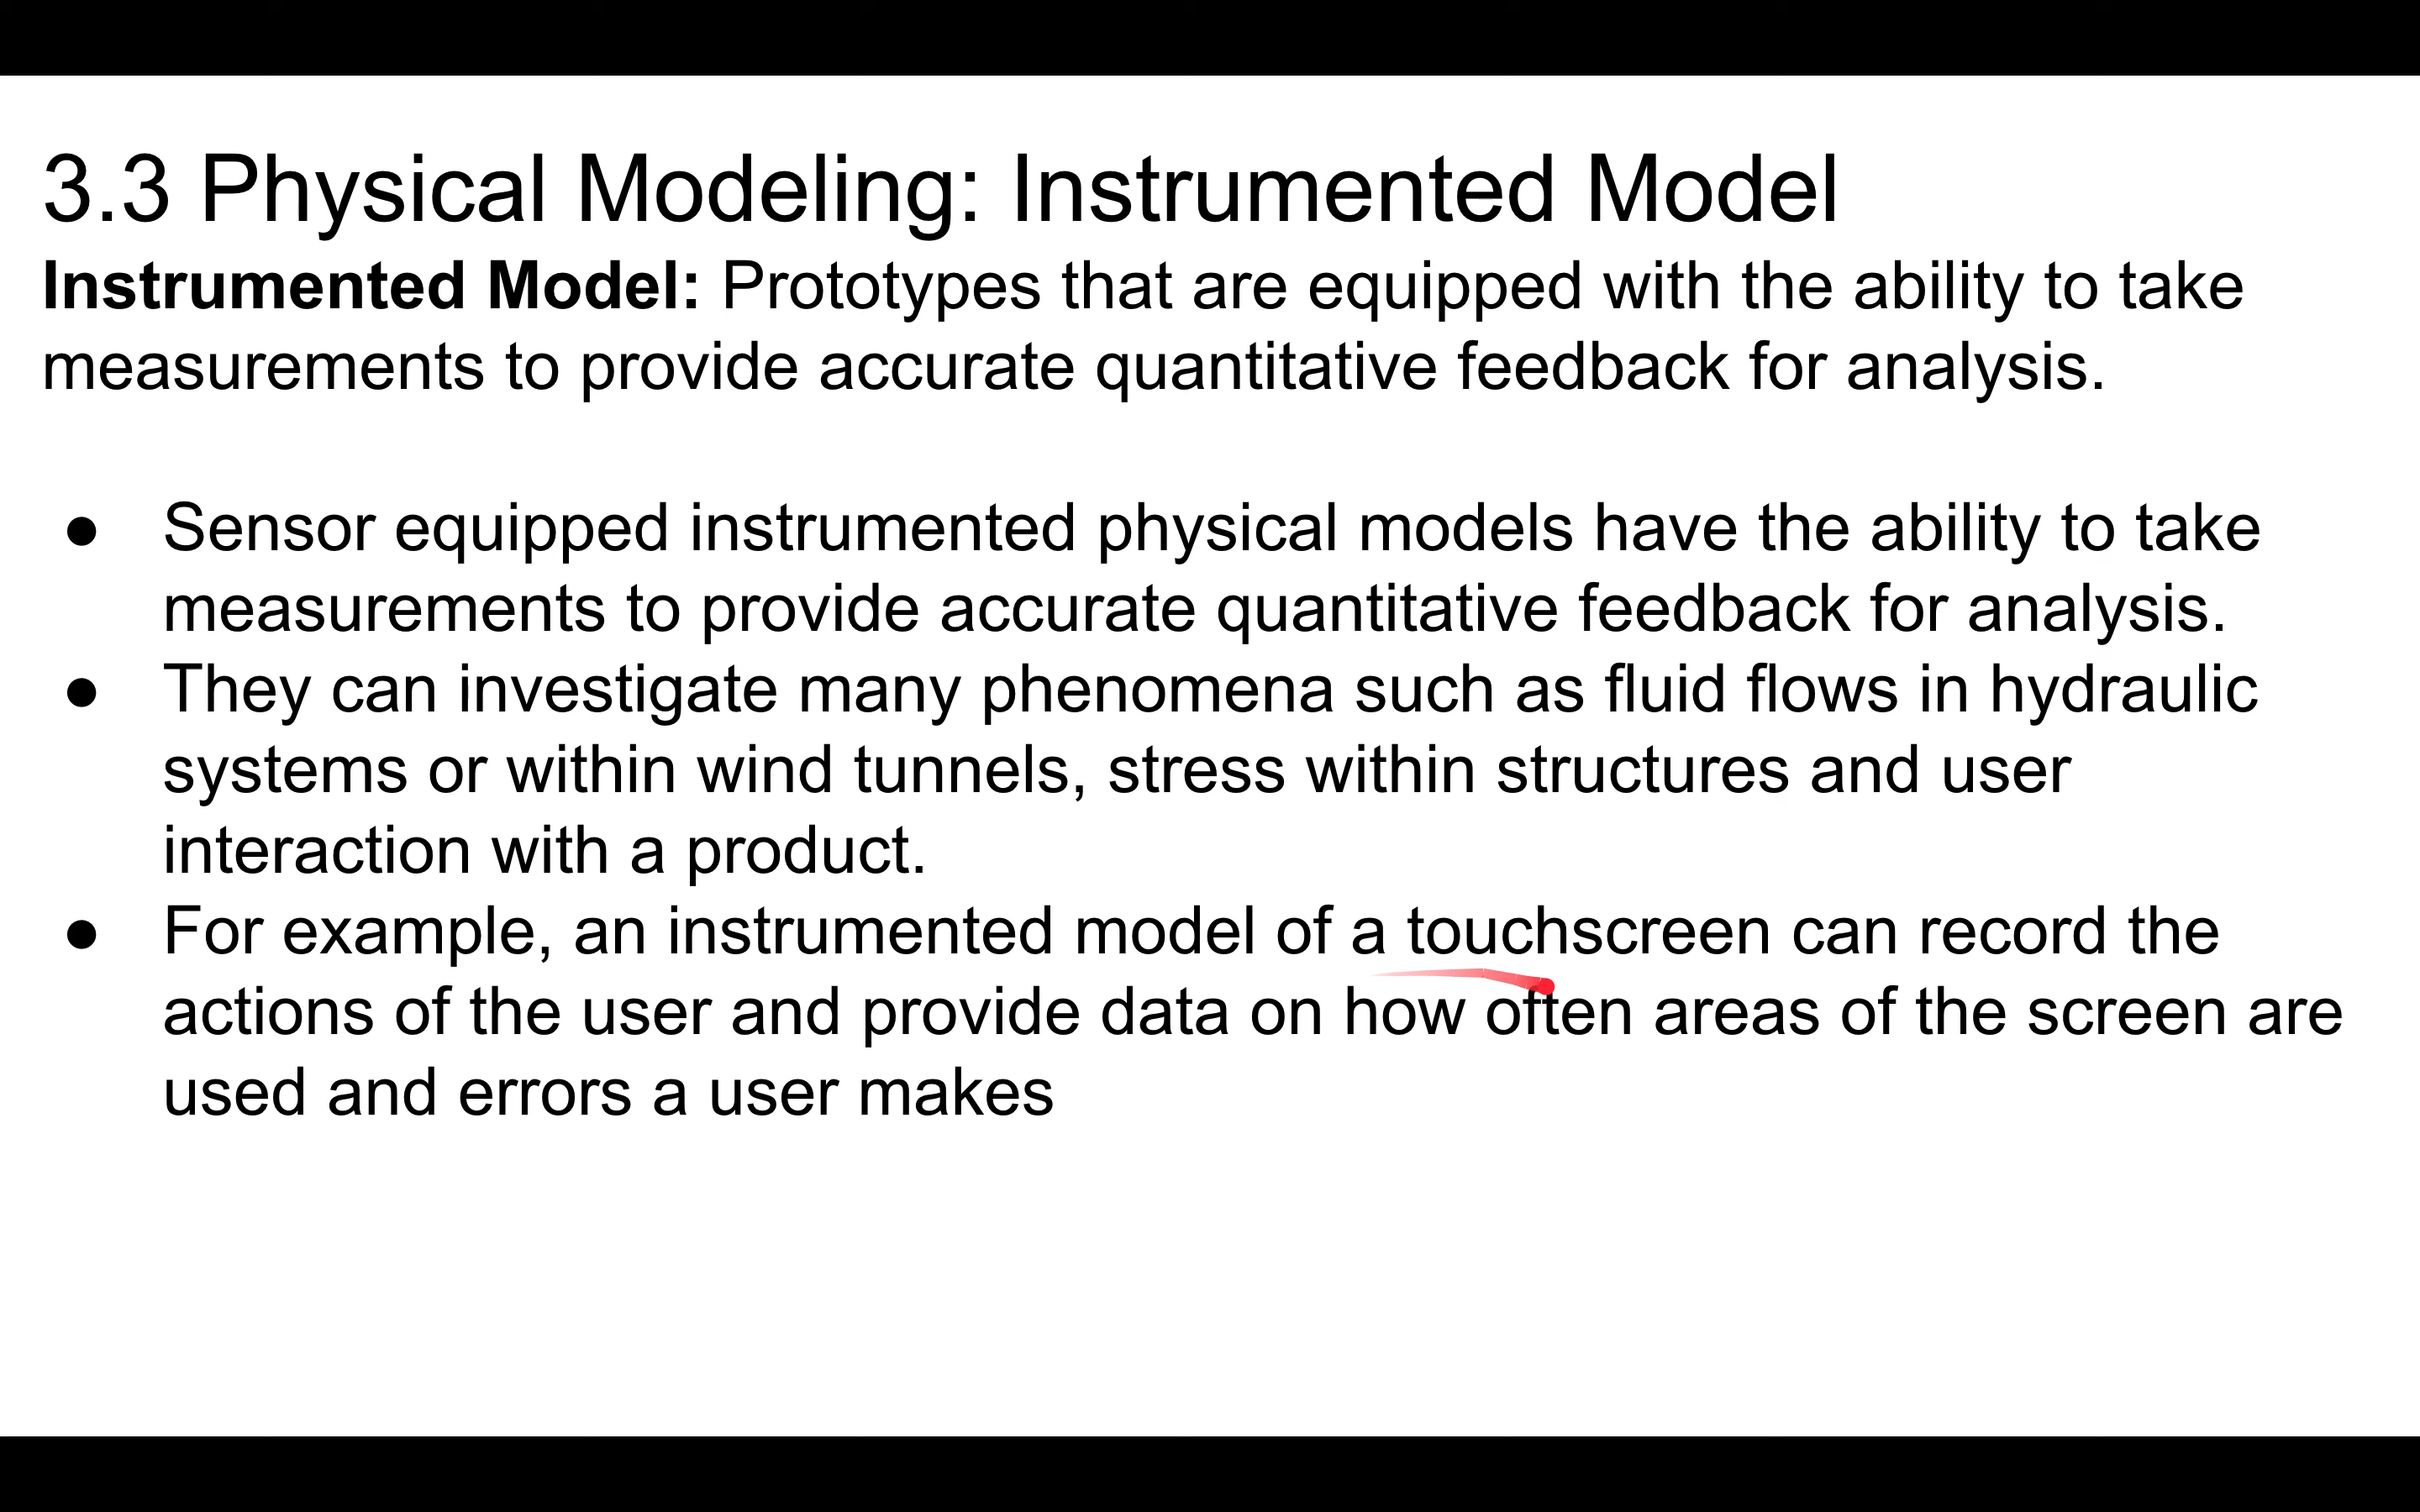 3.3 Physical Modeling: Instrumented Model
Instrumented Model: Prototypes that are equipped with the ability to take
measurements to provide accurate quantitative feedback for analysis.
● Sensor equipped instrumented physical models have the ability to take
measurements to provide accurate quantitative feedback for analysis.
● They can investigate many phenomena such as fluid flows in hydraulic
systems or within wind tunnels, stress within structures and user
interaction with a product.
● For example, an instrumented model of a touchscreen can record the
actions of the user and provide data on how often areas of the screen are
used and errors a user makes